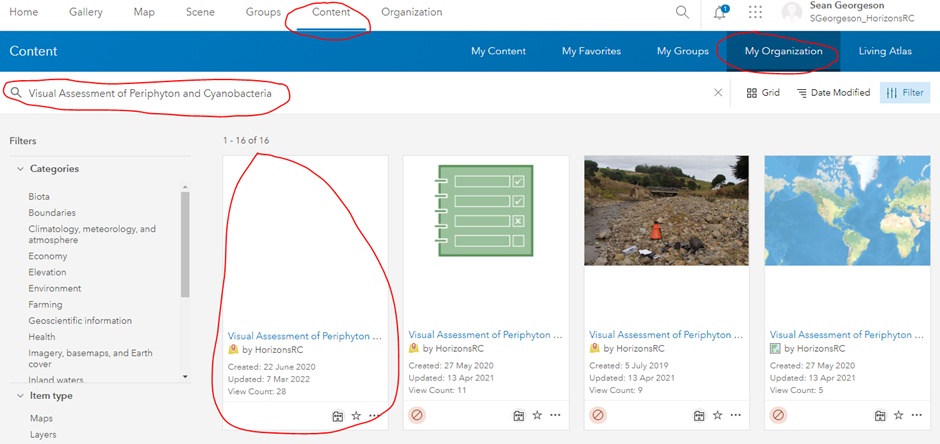 Home Gallery Map Scene Groups Content Organization
Sean Georgeson
SGeorgeson_HorizonsRC
1
Content My Content My Favorites My Groups My Organization Living Atlas
Visual Assessment of Periphyton and Cyanobacteria
Grid Date Modified Filter
Filters
1 - 16 of 16
Categories
Biota
Boundaries
Climatology, meteorology, and
atmosphere
Economy
Elevation
Environment
Farming
Geoscientific information
Health
Imagery, basemaps, and Earth
cover
Inland waters
Item type
Maps
Layers
Visual Assessment of Periphyton ...
by HorizonsRC
Created: 22 June 2020
Updated: 7 Mar 2022
View Count: 28
Visual Assessment of Periphyton ...
by HorizonsRC
Created: 27 May 2020
Updated: 13 Apr 2021
View Count: 11
Visual Assessment of Periphyton ...
by HorizonsRC
Created: 5 July 2019
Updated: 13 Apr 2021
View Count: 9
Visual Assessment of Periphyton ...
by HorizonsRC
Created: 27 May 2020
Updated: 13 Apr 2021
View Count: 5